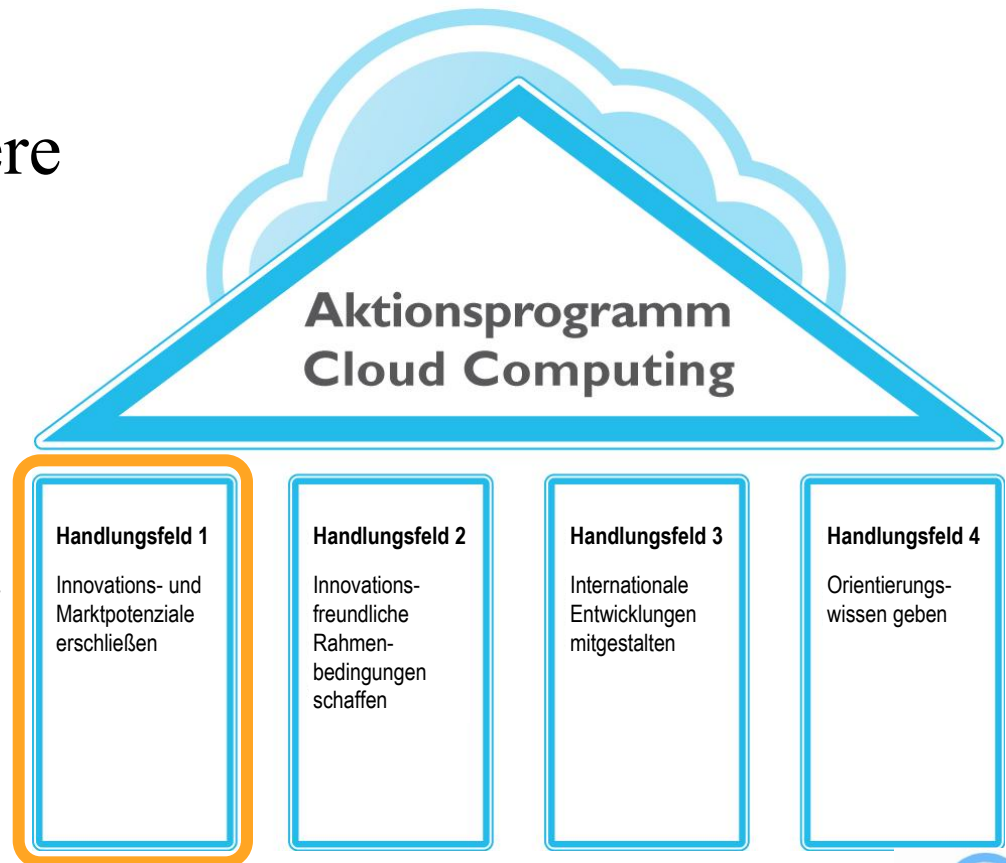 ere
Aktionsprogramm
Cloud Computing
Handlungsfeld 1
Innovations- und
Marktpotenziale
erschließen
Handlungsfeld 2
Innovations-
freundliche
Rahmen-
bedingungen
schaffen
Handlungsfeld 3
Internationale
Entwicklungen
mitgestalten
Handlungsfeld 4
Orientierungs-
wissen geben